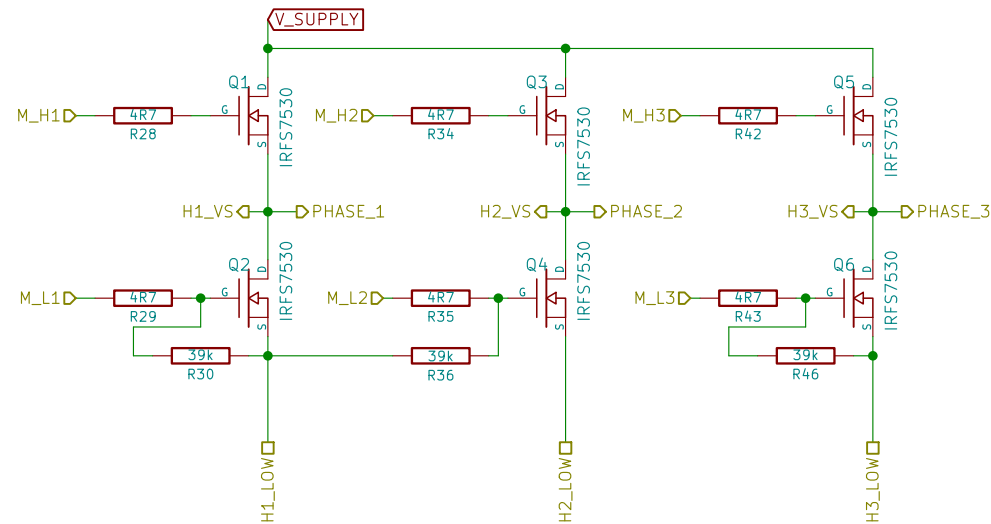 V_SUPPLY
Q1
D
G
S
IRFS7530
M_H1
4R7
R28
Q3
D
G
S
IRFS7530
M_H2
4R7
R34
Q5
D
G
S
IRFS7530
M_H3
4R7
R42
H1_VS
PHASE_1
H2_VS
PHASE_2
H3_VS
PHASE_3
Q2
D
G
S
IRFS7530
M_L1
4R7
R29
39k
R30
Q4
D
G
S
IRFS7530
M_L2
4R7
R35
39k
R36
Q6
D
G
S
IRFS7530
M_L3
4R7
R43
39k
R46
H1_LOW
H2_LOW
H3_LOW